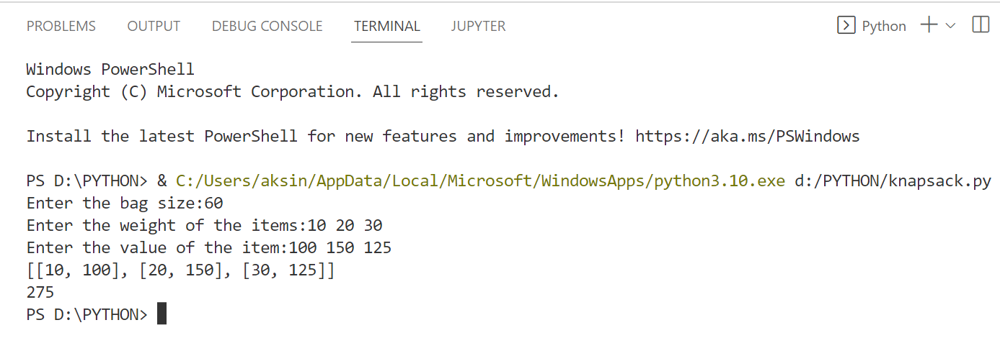 PROBLEMS OUTPUT DEBUG CONSOLE TERMINAL JUPYTER Python
Windows PowerShell
Copyright (C) Microsoft Corporation. All rights reserved.
Install the latest PowerShell for new features and improvements! https://aka.ms/PSWindows
PS D:\PYTHON> & C:/Users/aksin/AppData/Local/Microsoft/WindowsApps/python3.10.exe d:/PYTHON/knapsack.py
Enter the bag size:60
Enter the weight of the items:10 20 30
Enter the value of the item:100 150 125
[[10, 100], [20, 150], [30, 125]]
275
PS D:\PYTHON>